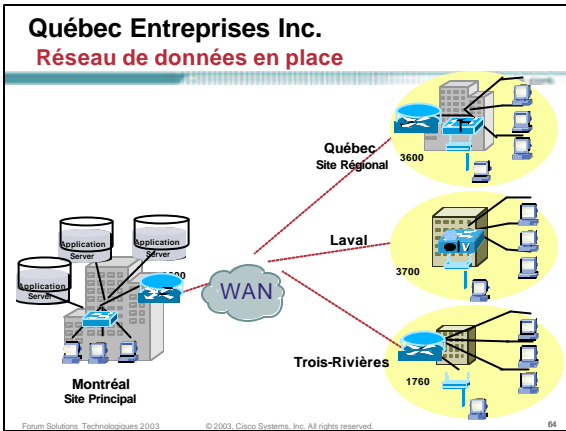 Québec Entreprises Inc.
Réseau de données en place
Québec
Site Régional
3600
Application
Server
Application
Server
Application
Server
Laval
V
3700
WAN
Trois-Rivières
1760
Montréal
Site Principal
Forum Solutions Technologiques 2003
© 2003, Cisco Systems, Inc. All rights reserved.
64